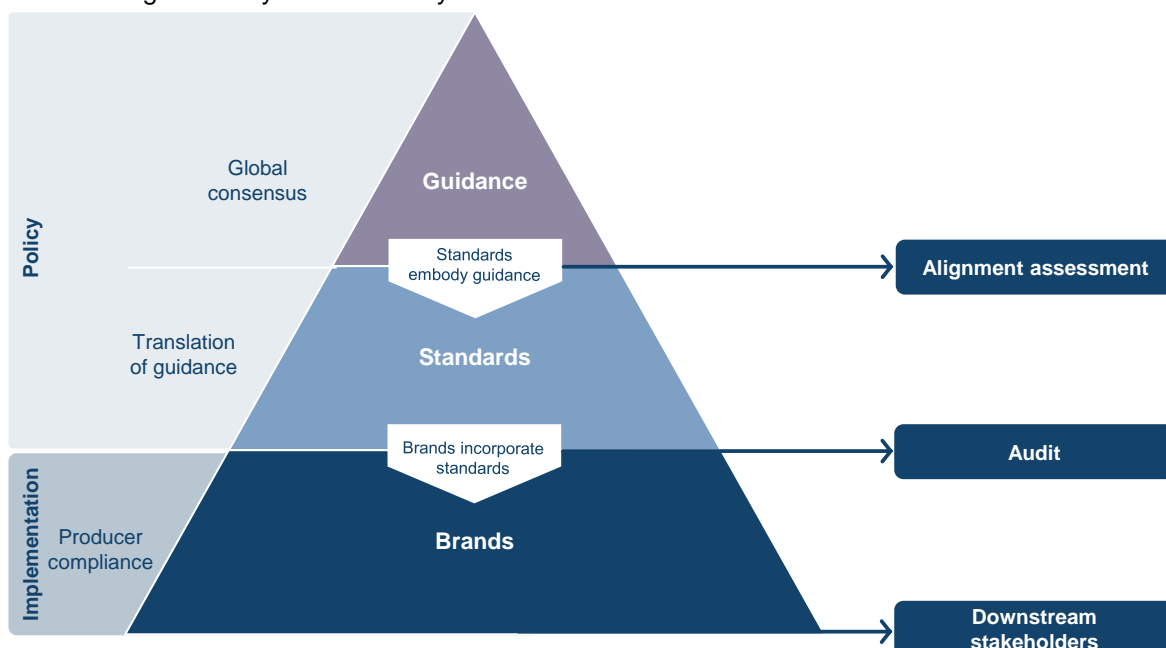 Policy
Global
consensus
Guidance
Standards
embody guidance
Alignment assessment
Translation
of guidance
Standards
Brands incorporate
standards
Audit
Implementation
Producer
compliance
Brands
Downstream
stakeholders